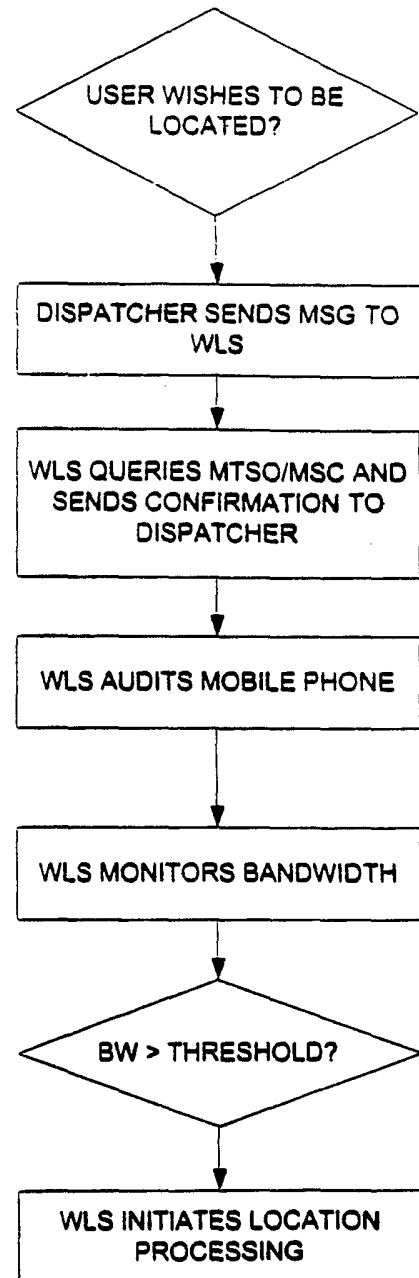 USER WISHES TO BE
LOCATED?
DISPATCHER SENDS MSG TO
WLS
WLS QUERIES MTSO/MSC AND
SENDS CONFIRMATION TO
DISPATCHER
WLS AUDITS MOBILE PHONE
WLS MONITORS BANDWIDTH
BW > THRESHOLD?
WLS INITIATES LOCATION
PROCESSING